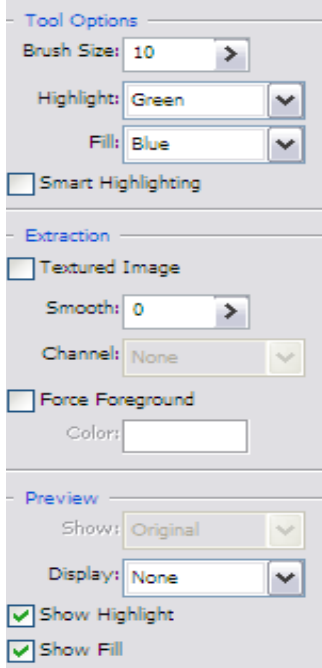 Tool Options
Brush Size: 10
Highlight: Green
Fill: Blue
Smart Highlighting
Extraction
Textured Image
Smooth: 0
Channel: None
Force Foreground
Color:
Preview
Show: Original
Display: None
Show Highlight
Show Fill